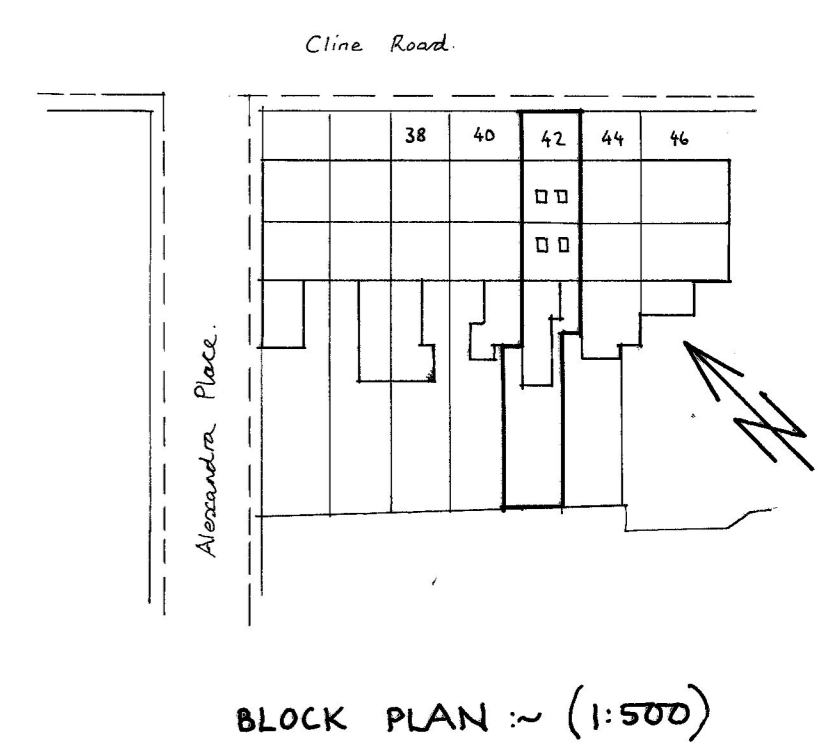 Cline Road.
38 40 42 44 46
Alexandra Place.
N
BLOCK PLAN :~ (1:500)